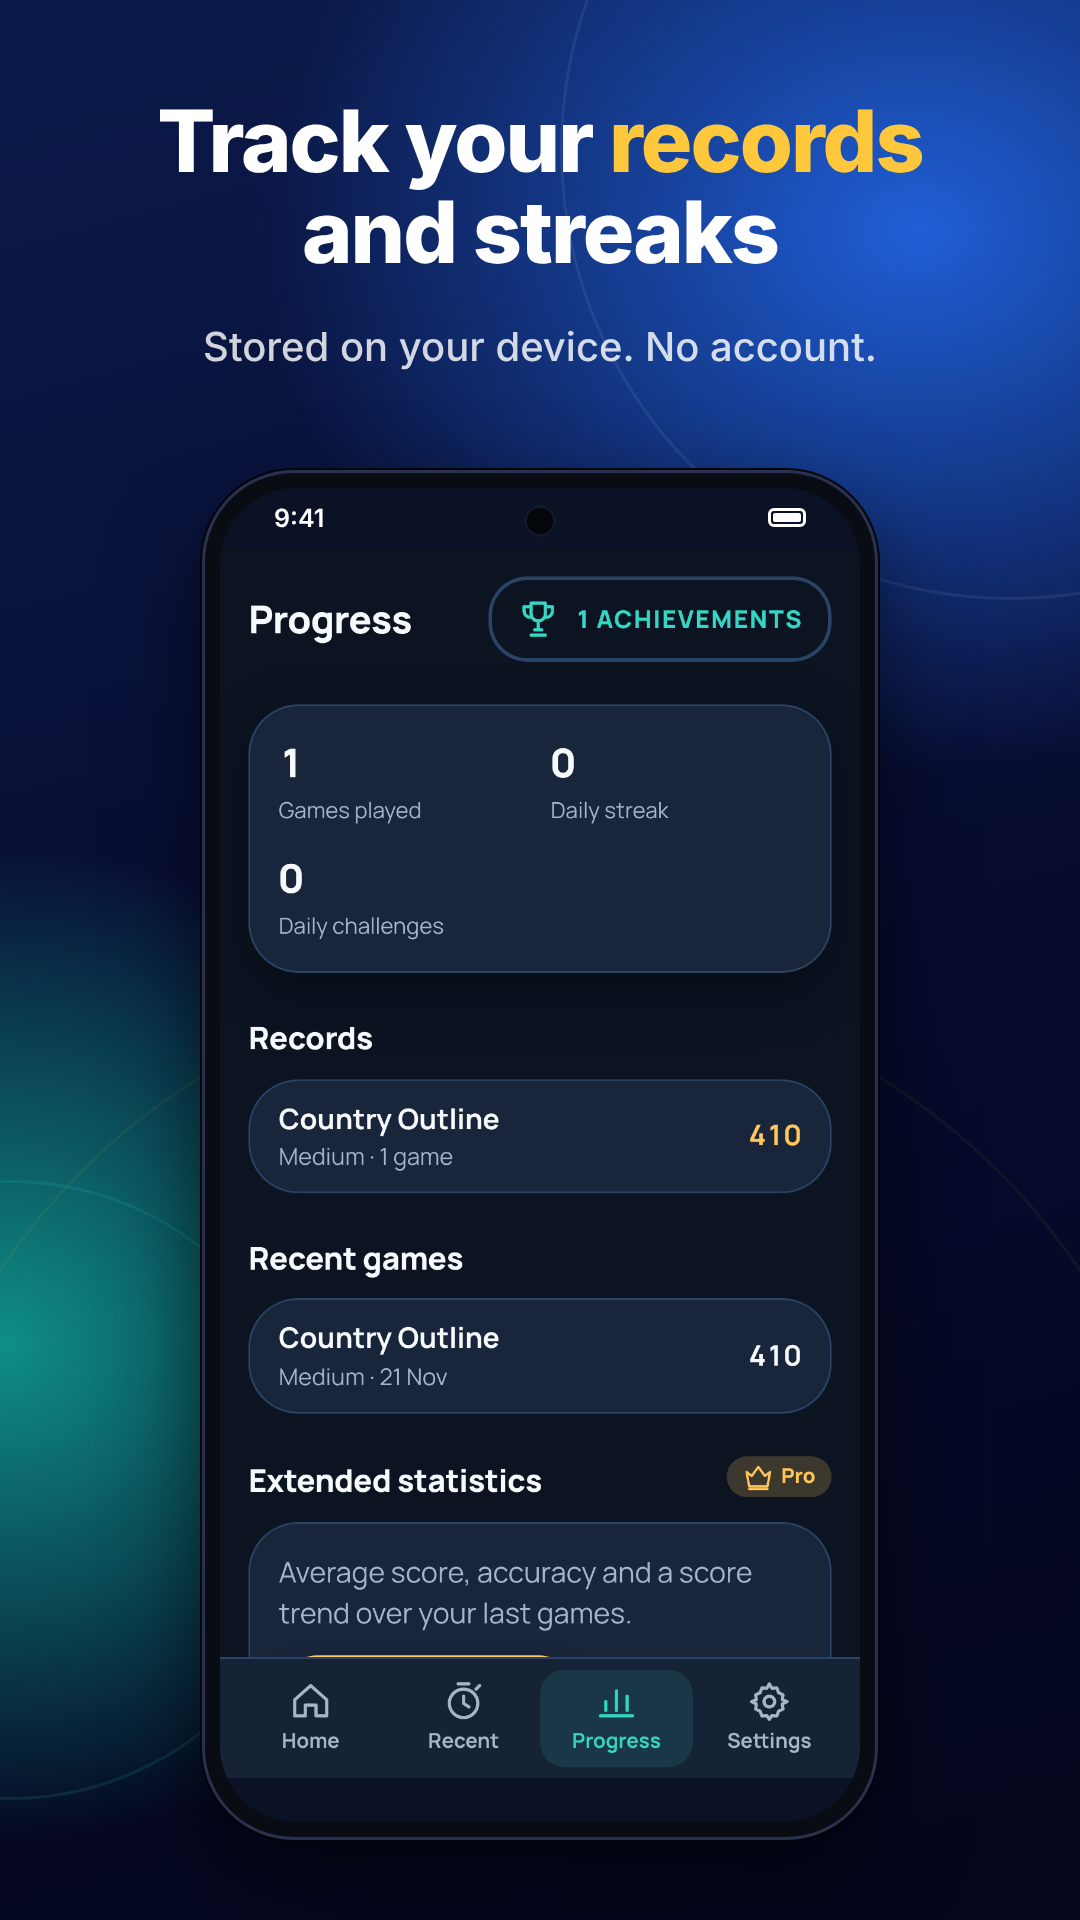 Track your records
and streaks
Stored on your device. No account.
9:41
Progress
1 ACHIEVEMENTS
1
Games played
0
Daily streak
0
Daily challenges
Records
Country Outline
Medium · 1 game
410
Recent games
Country Outline
Medium · 21 Nov
410
Extended statistics
Pro
Average score, accuracy and a score
trend over your last games.
Home
Recent
Progress
Settings